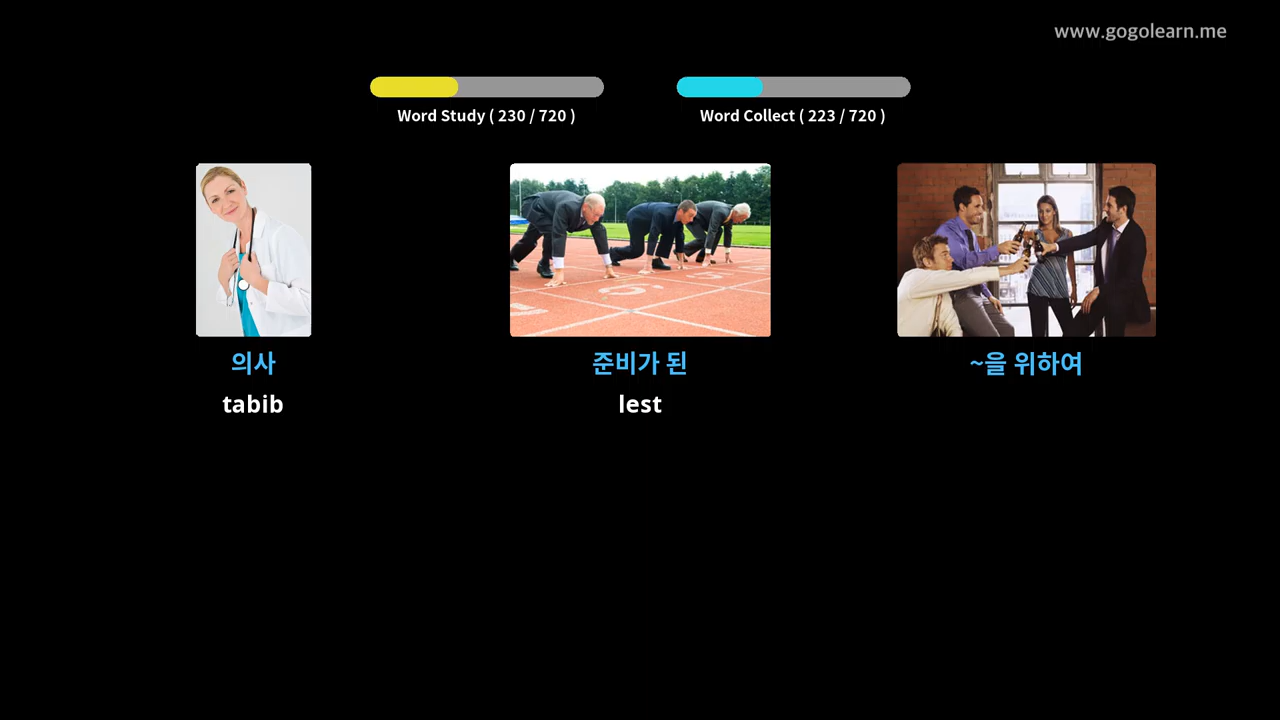 www.gogolearn.me
Word Study ( 230 / 720 )
Word Collect ( 223 / 720 )
의사
준비가 된
~을 위하여
tabib
lest